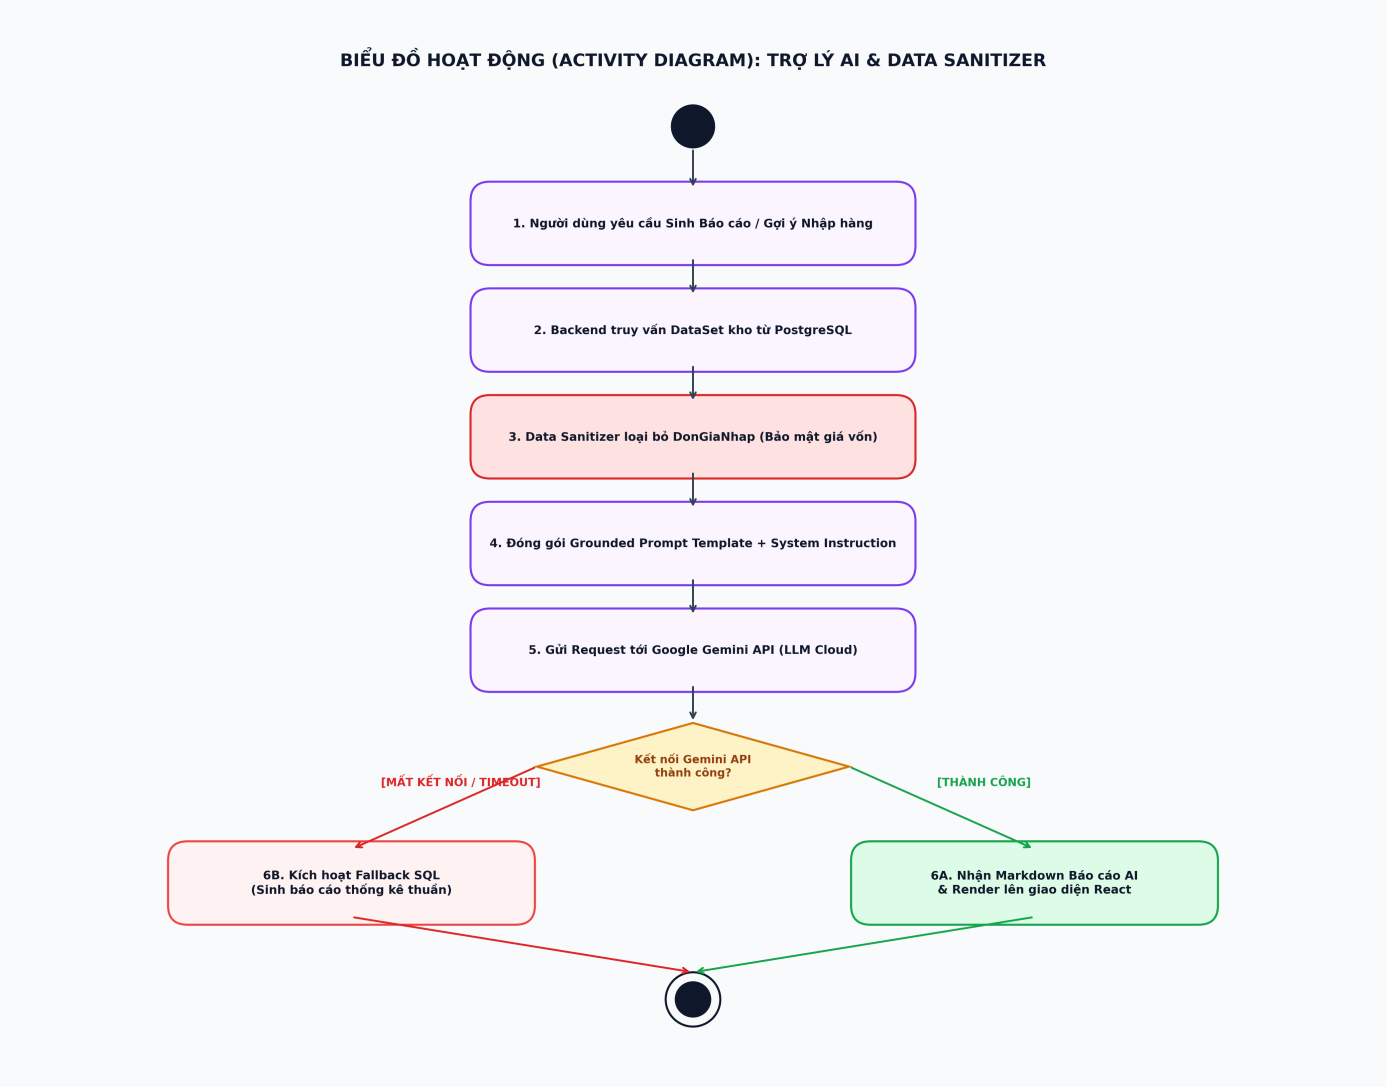 BIỂU ĐỒ HOẠT ĐỘNG (ACTIVITY DIAGRAM): TRỢ LÝ AI & DATA SANITIZER
1. Người dùng yêu cầu Sinh Báo cáo / Gợi ý Nhập hàng
2. Backend truy vấn DataSet kho từ PostgreSQL
3. Data Sanitizer loại bỏ DonGiaNhap (Bảo mật giá vốn)
4. Đóng gói Grounded Prompt Template + System Instruction
5. Gửi Request tới Google Gemini API (LLM Cloud)
Kết nối Gemini API
thành công?
[MẤT KẾT NỐI / TIMEOUT]
[THÀNH CÔNG]
6B. Kích hoạt Fallback SQL
(Sinh báo cáo thống kê thuần)
6A. Nhận Markdown Báo cáo AI
& Render lên giao diện React